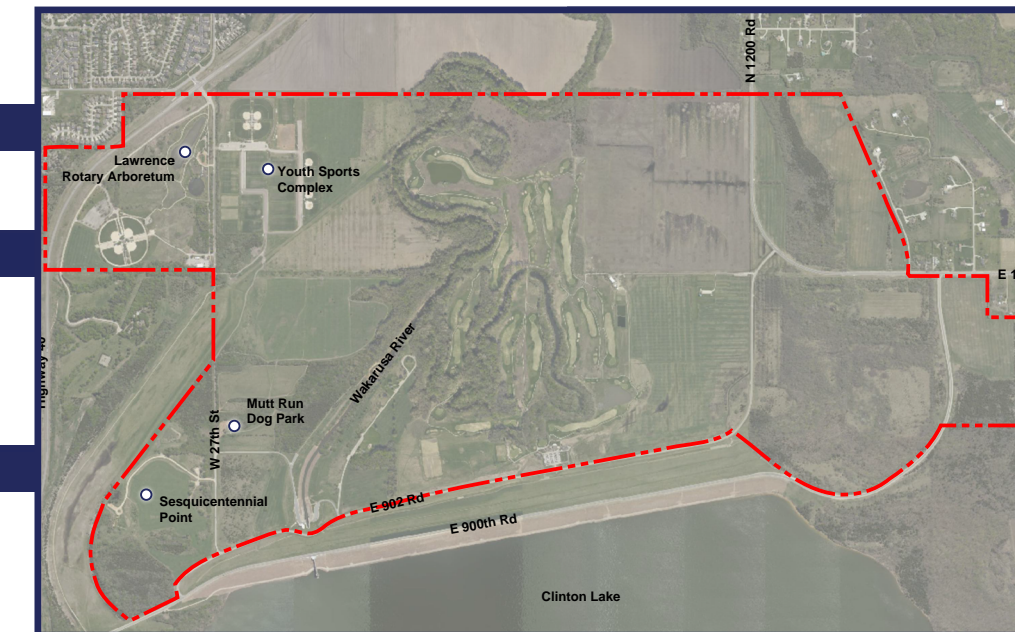 N 1200 Rd
Lawrence
Rotary Arboretum
Youth Sports
Complex
E 1
Wakarusa River
Mutt Run
Dog Park
W 27th St
Sesquicentennial
Point
E 902 Rd
E 900th Rd
Clinton Lake